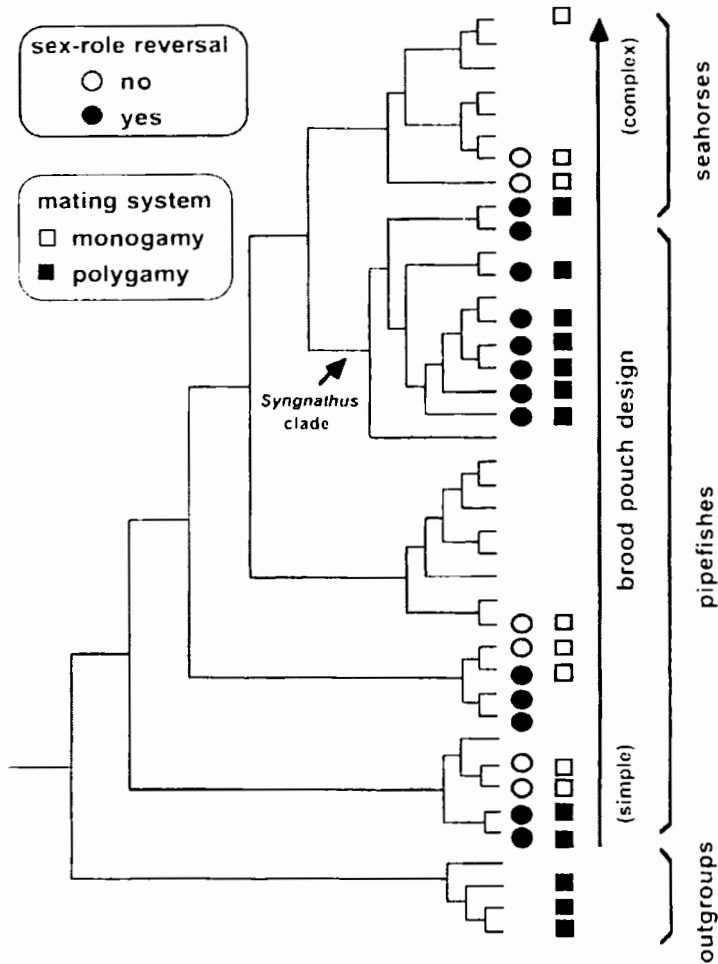 sex-role reversal
no
yes
mating system
monogamy
polygamy
Syngnathus
clade
(complex)
brood pouch design
(simple)
seahorses
pipefishes
outgroups